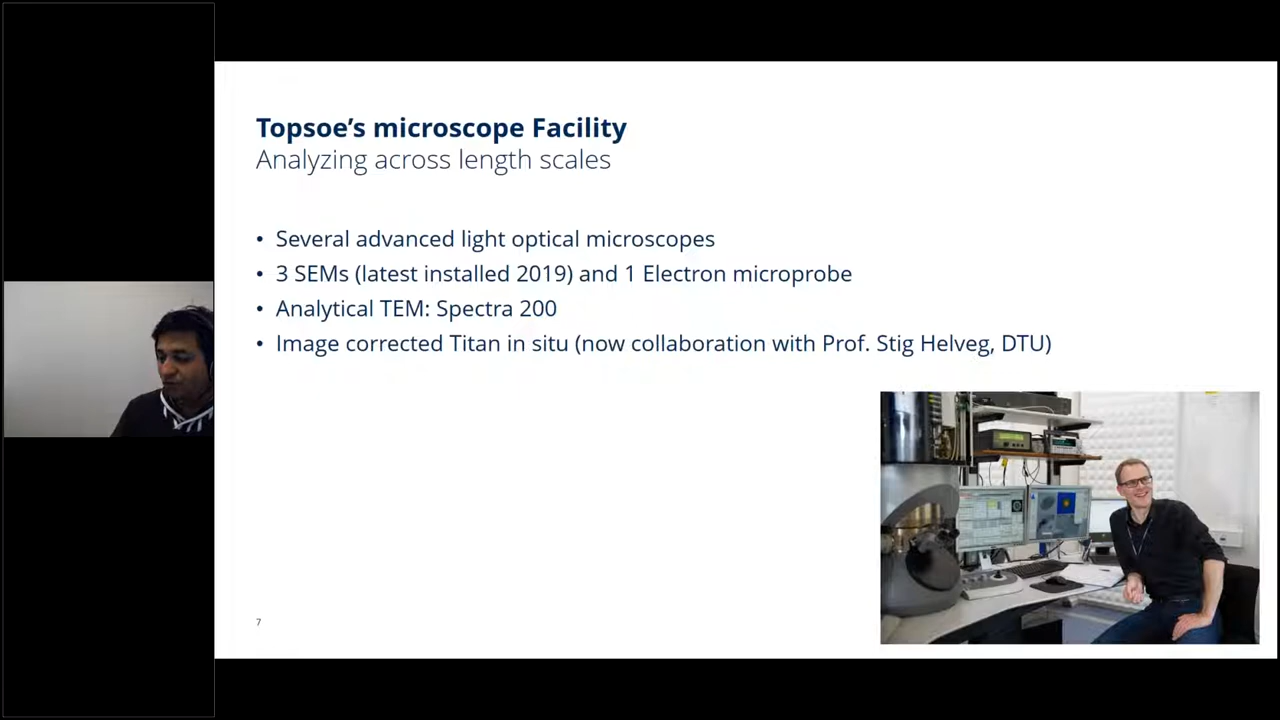 Topsoe's microscope Facility
Analyzing across length scales
• Several advanced light optical microscopes
• 3 SEMs (latest installed 2019) and 1 Electron microprobe
• Analytical TEM: Spectra 200
• Image corrected Titan in situ (now collaboration with Prof. Stig Helveg, DTU)
7